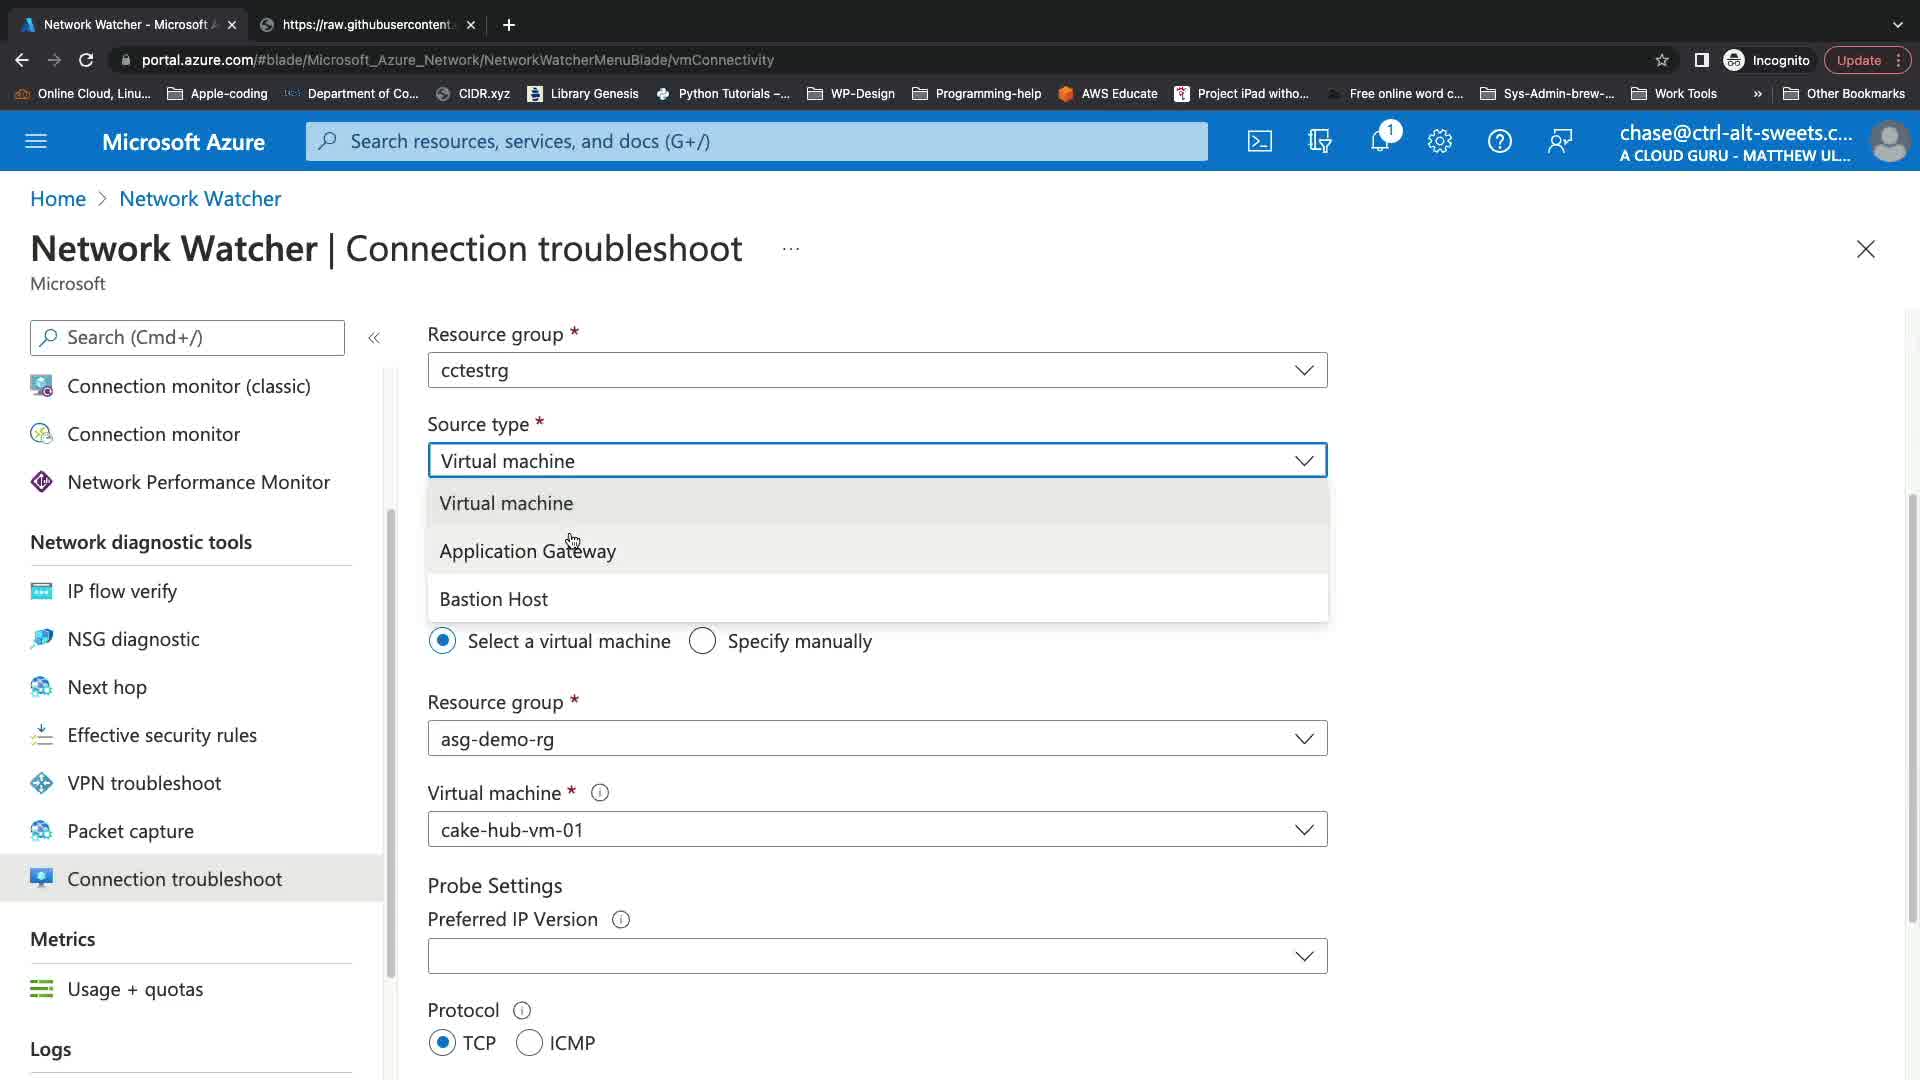 Network Watcher - Microsoft A
https://raw.githubusercontent.
portal.azure.com/#blade/Microsoft_Azure_Network/NetworkWatcherMenuBlade/vmConnectivity
Incognito
Update
Online Cloud, Linu...
Apple-coding
Department of Co...
CIDR.xyz
Library Genesis
Python Tutorials –...
WP-Design
Programming-help
AWS Educate
Project iPad witho...
Free online word c...
Sys-Admin-brew-...
Work Tools
»
Other Bookmarks
Microsoft Azure
Search resources, services, and docs (G+/)
1
chase@ctrl-alt-sweets.c...
A CLOUD GURU - MATTHEW UL...
Home > Network Watcher
Network Watcher | Connection troubleshoot ...
Microsoft
Search (Cmd+/)
«
Connection monitor (classic)
Connection monitor
Network Performance Monitor
Network diagnostic tools
IP flow verify
NSG diagnostic
Next hop
Effective security rules
VPN troubleshoot
Packet capture
Connection troubleshoot
Metrics
Usage + quotas
Logs
Resource group *
cctestrg
Source type *
Virtual machine
Virtual machine
Application Gateway
Bastion Host
Select a virtual machine
Specify manually
Resource group *
asg-demo-rg
Virtual machine *
cake-hub-vm-01
Probe Settings
Preferred IP Version
Protocol
TCP
ICMP